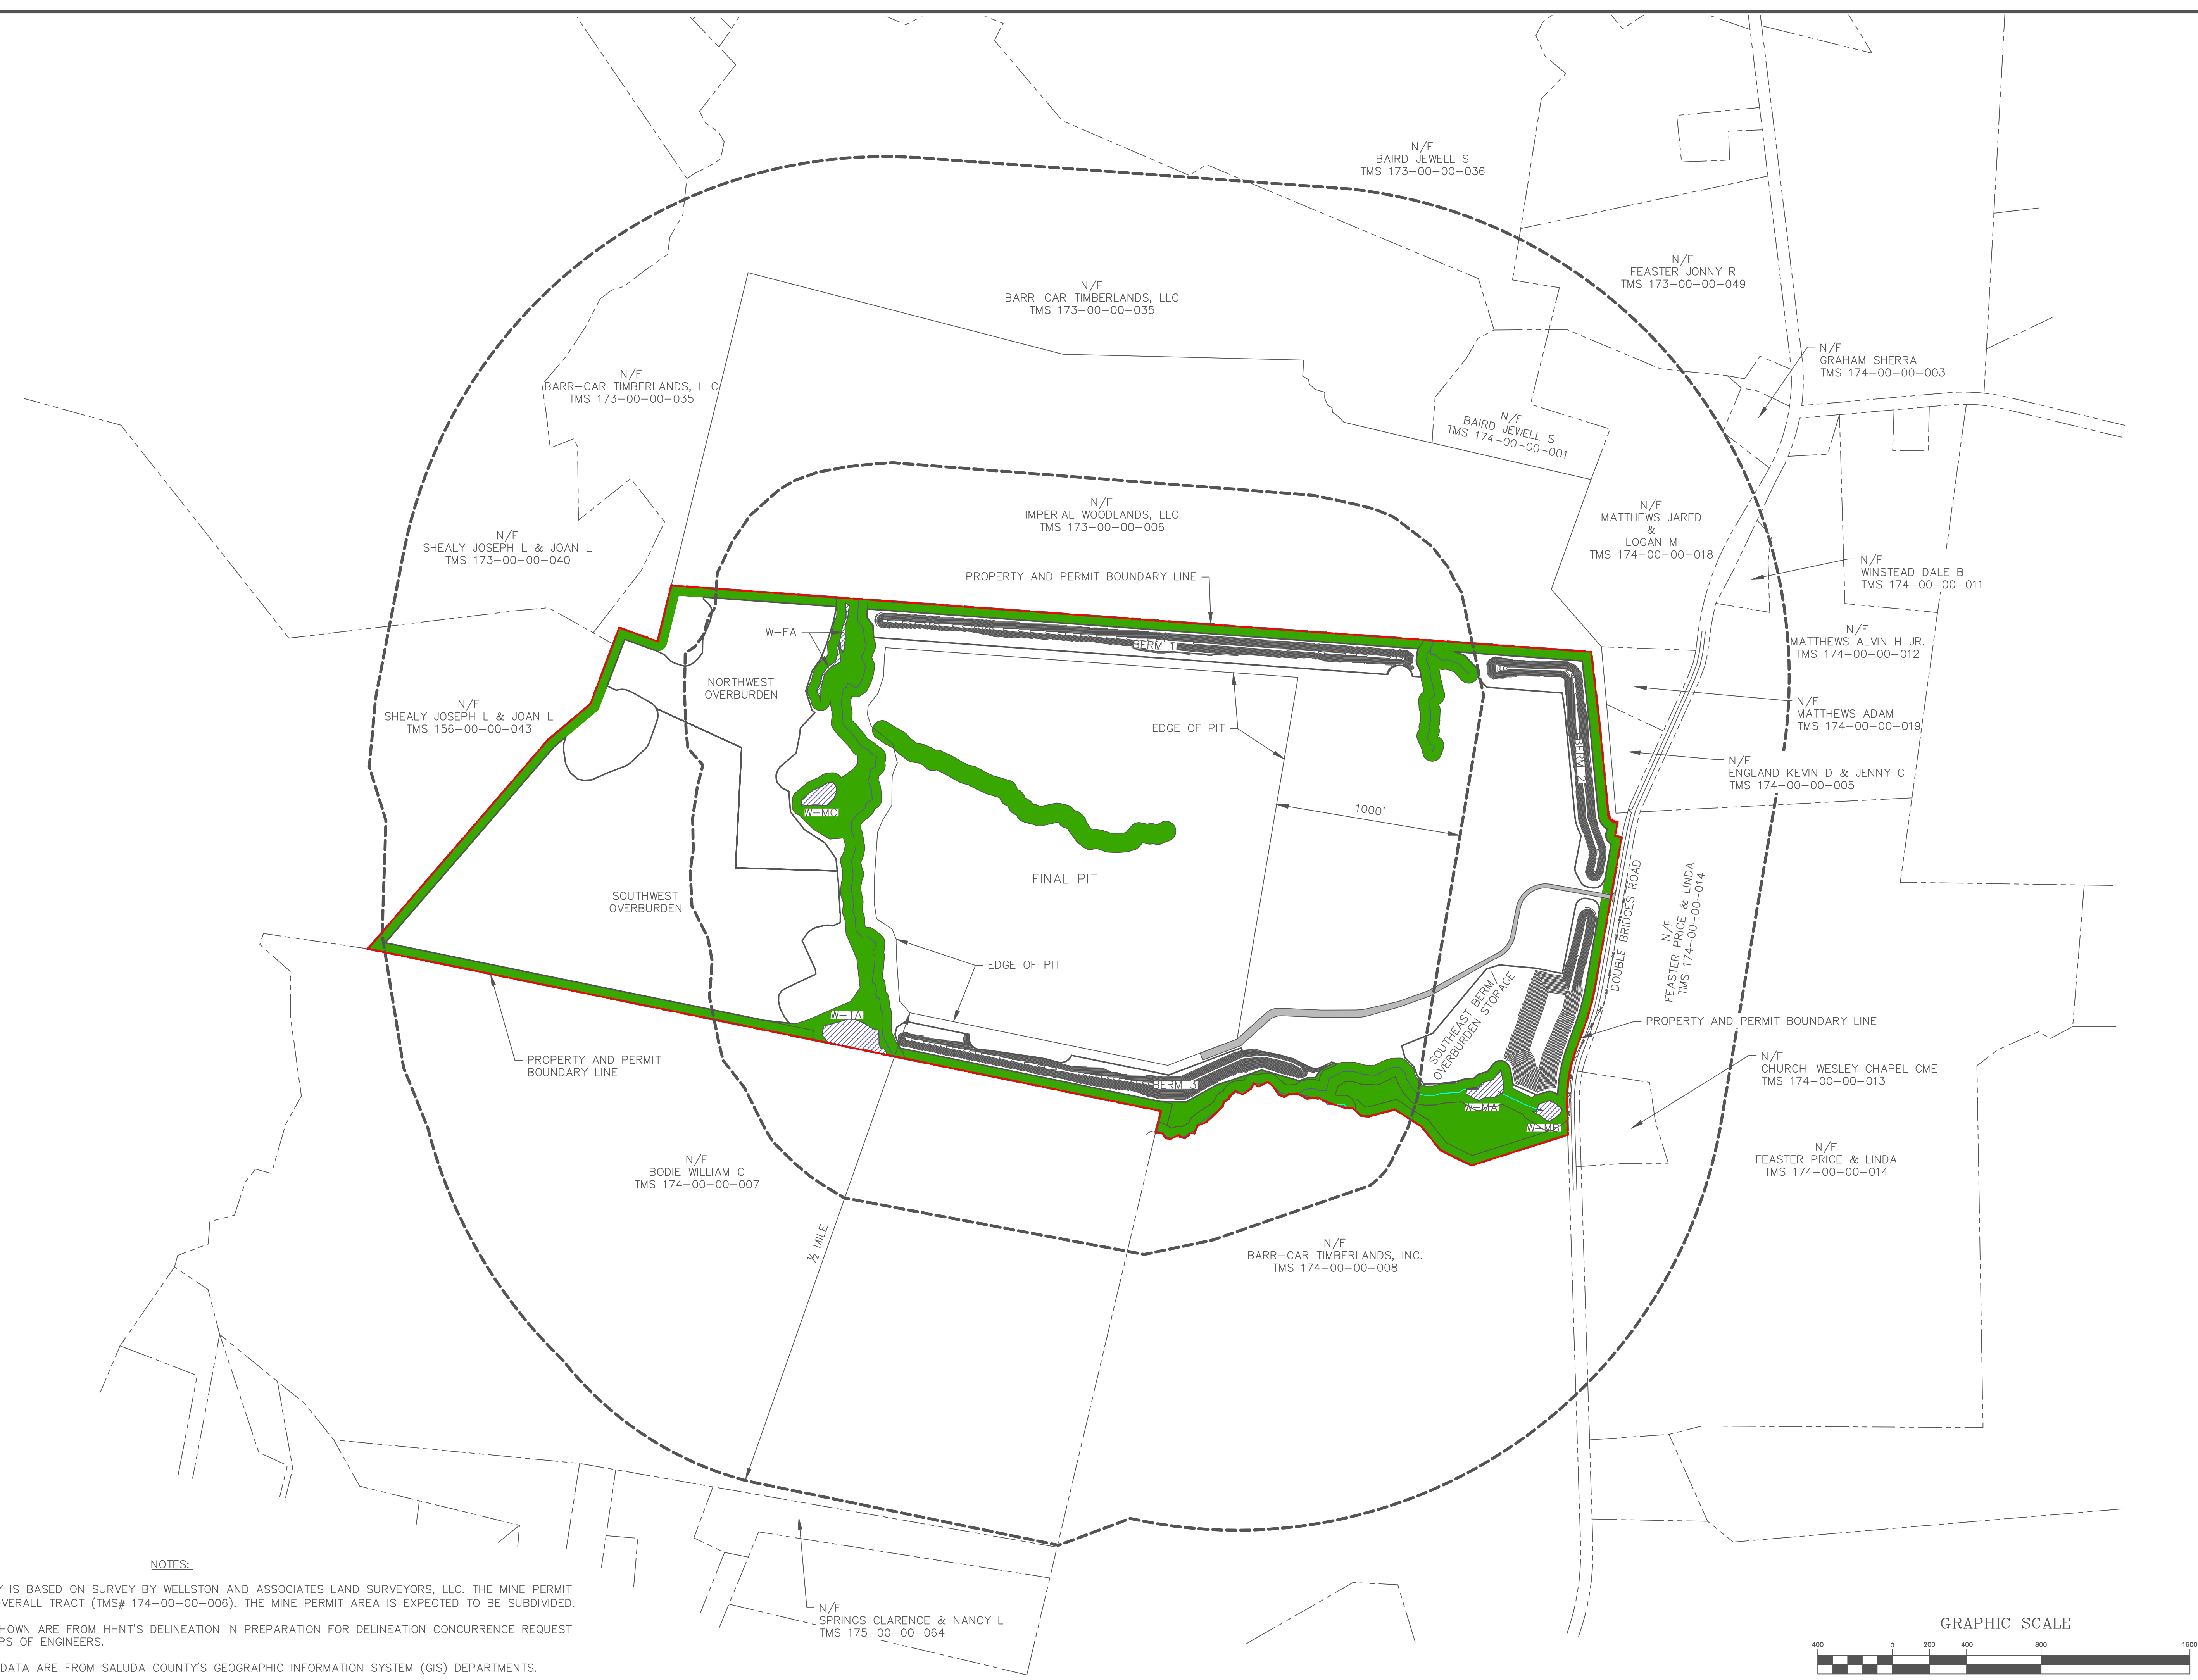 N/F
BAIRD JEWELL S
TMS 173-00-00-036
N/F
FEASTER JONNY R
TMS 173-00-00-049
N/F
BARR-CAR TIMBERLANDS, LLC
TMS 173-00-00-035
N/F
GRAHAM SHERRA
TMS 174-00-00-003
N/F
BARR-CAR TIMBERLANDS, LLC
TMS 173-00-00-035
N/F
BAIRD JEWELL S
TMS 174-00-00-001
N/F
IMPERIAL WOODLANDS, LLC
TMS 173-00-00-006
N/F
MATTHEWS JARED
&
LOGAN M
TMS 174-00-00-018
N/F
SHEALY JOSEPH L & JOAN L
TMS 173-00-00-040
N/F
WINSTEAD DALE B
TMS 174-00-00-011
PROPERTY AND PERMIT BOUNDARY LINE
W-FA
BERM 1
N/F
MATTHEWS ALVIN H JR.
TMS 174-00-00-012
NORTHWEST
OVERBURDEN
N/F
SHEALY JOSEPH L & JOAN L
TMS 156-00-00-043
EDGE OF PIT
BERM 2
N/F
MATTHEWS ADAM
TMS 174-00-00-019
N/F
ENGLAND KEVIN D & JENNY C
TMS 174-00-00-005
W-MC
1000'
FINAL PIT
SOUTHWEST
OVERBURDEN
DOUBLE BRIDGES ROAD
N/F
FEASTER PRICE & LINDA
TMS 174-00-00-014
EDGE OF PIT
SOUTHEAST BERM/
OVERBURDEN STORAGE
W-TA
PROPERTY AND PERMIT BOUNDARY LINE
PROPERTY AND PERMIT
BOUNDARY LINE
BERM 3
N/F
CHURCH-WESLEY CHAPEL CME
TMS 174-00-00-013
W-MA
W-MB
N/F
BODIE WILLIAM C
TMS 174-00-00-007
N/F
FEASTER PRICE & LINDA
TMS 174-00-00-014
½ MILE
N/F
BARR-CAR TIMBERLANDS, INC.
TMS 174-00-00-008
NOTES:
Y IS BASED ON SURVEY BY WELLSTON AND ASSOCIATES LAND SURVEYORS, LLC. THE MINE PERMIT
OVERALL TRACT (TMS# 174-00-00-006). THE MINE PERMIT AREA IS EXPECTED TO BE SUBDIVIDED.
HOWN ARE FROM HHNT'S DELINEATION IN PREPARATION FOR DELINEATION CONCURRENCE REQUEST
PS OF ENGINEERS.
DATA ARE FROM SALUDA COUNTY'S GEOGRAPHIC INFORMATION SYSTEM (GIS) DEPARTMENTS.
N/F
SPRINGS CLARENCE & NANCY L
TMS 175-00-00-064
GRAPHIC SCALE
400 0 200 400 800 1600